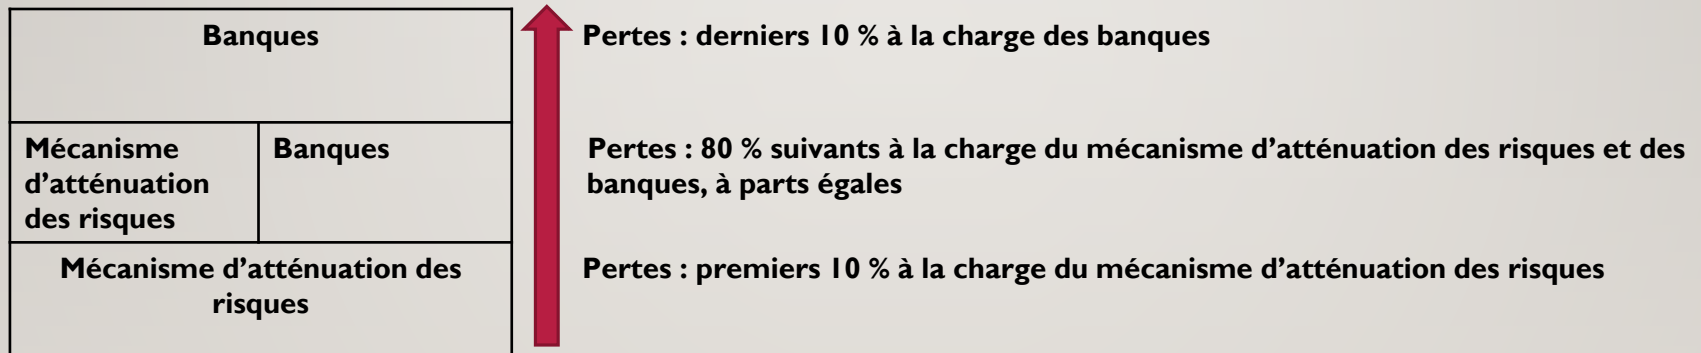 Banques
Pertes : derniers 10 % à la charge des banques
Mécanisme
d’atténuation
des risques
Banques
Pertes : 80 % suivants à la charge du mécanisme d’atténuation des risques et des
banques, à parts égales
Mécanisme d’atténuation des
risques
Pertes : premiers 10 % à la charge du mécanisme d’atténuation des risques